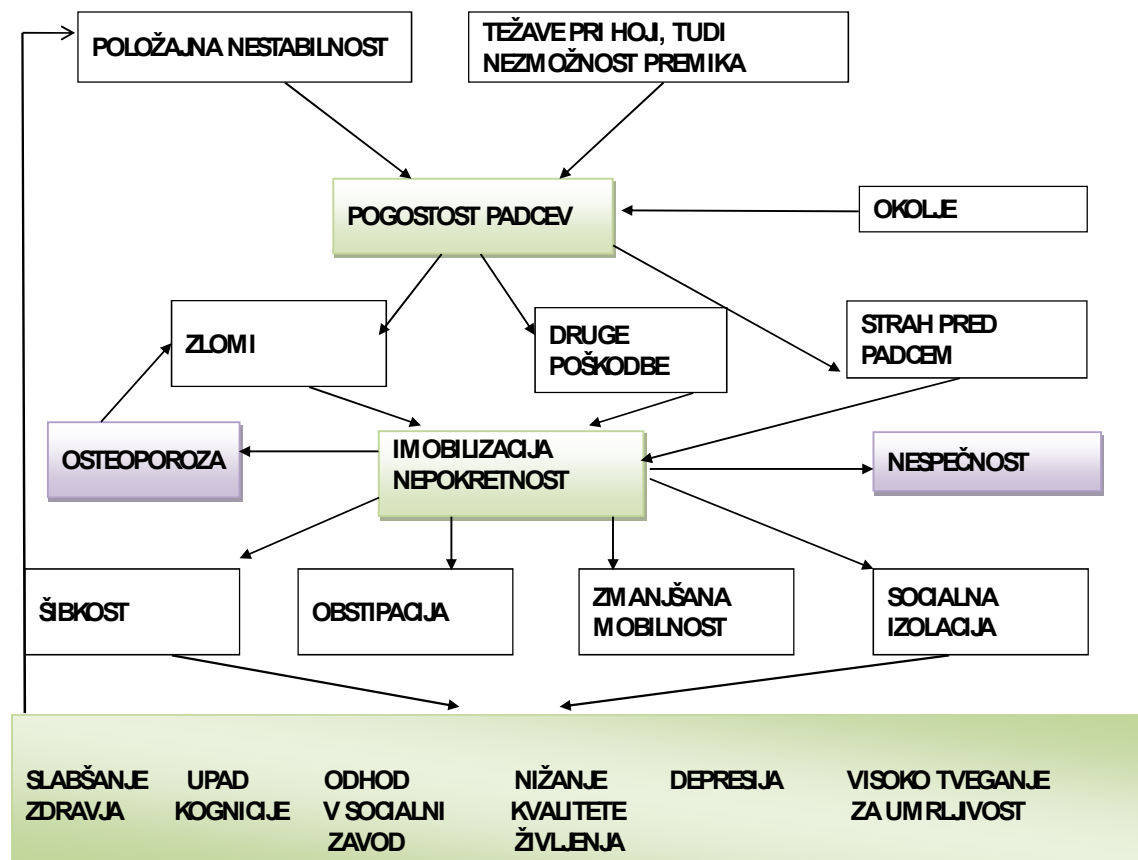 POLOŽAJNA NESTABILNOST
TEŽAVE PRI HOJI, TUDI
NEZMOŽNOST PREMIKA
POGOSTOST PADCEV
OKOLJE
ZLOMI
DRUGE
POŠKODBE
STRAH PRED
PADCEM
OSTEOPOROZA
IMOBILIZACIJA
NEPOKRETNOST
NESPEČNOST
ŠIBKOST
OBSTIPACIJA
ZMANJŠANA
MOBILNOST
SOCIALNA
IZOLACIJA
SLABŠANJE
ZDRAVJA
UPAD
KOGNICIJE
ODHOD
V SOCIALNI
ZAVOD
NIŽANJE
KVALITETE
ŽIVLJENJA
DEPRESIJA
VISOKO TVEGANJE
ZA UMRLJIVOST